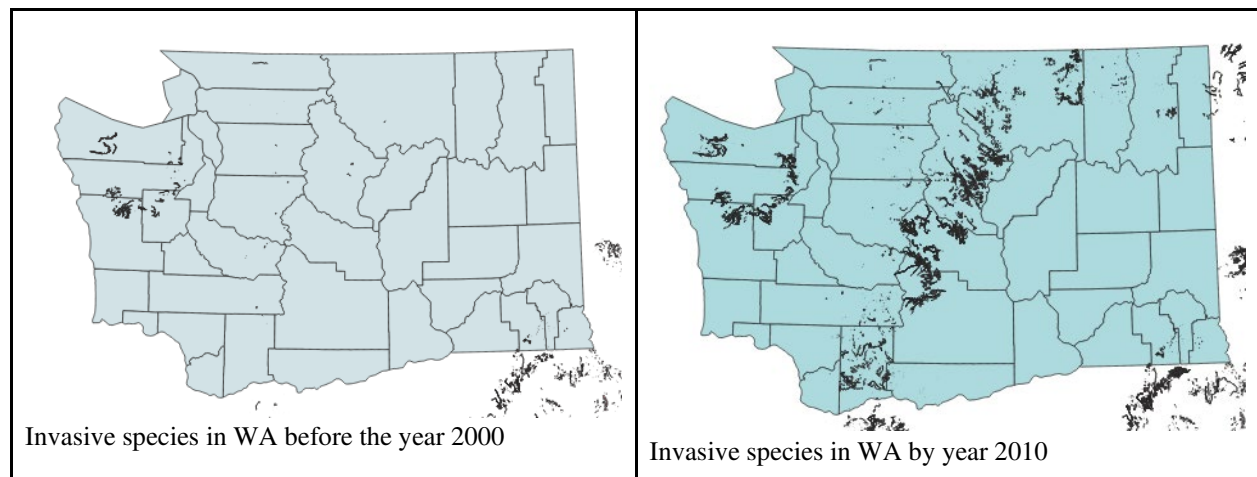 Invasive species in WA before the year 2000
Invasive species in WA by year 2010